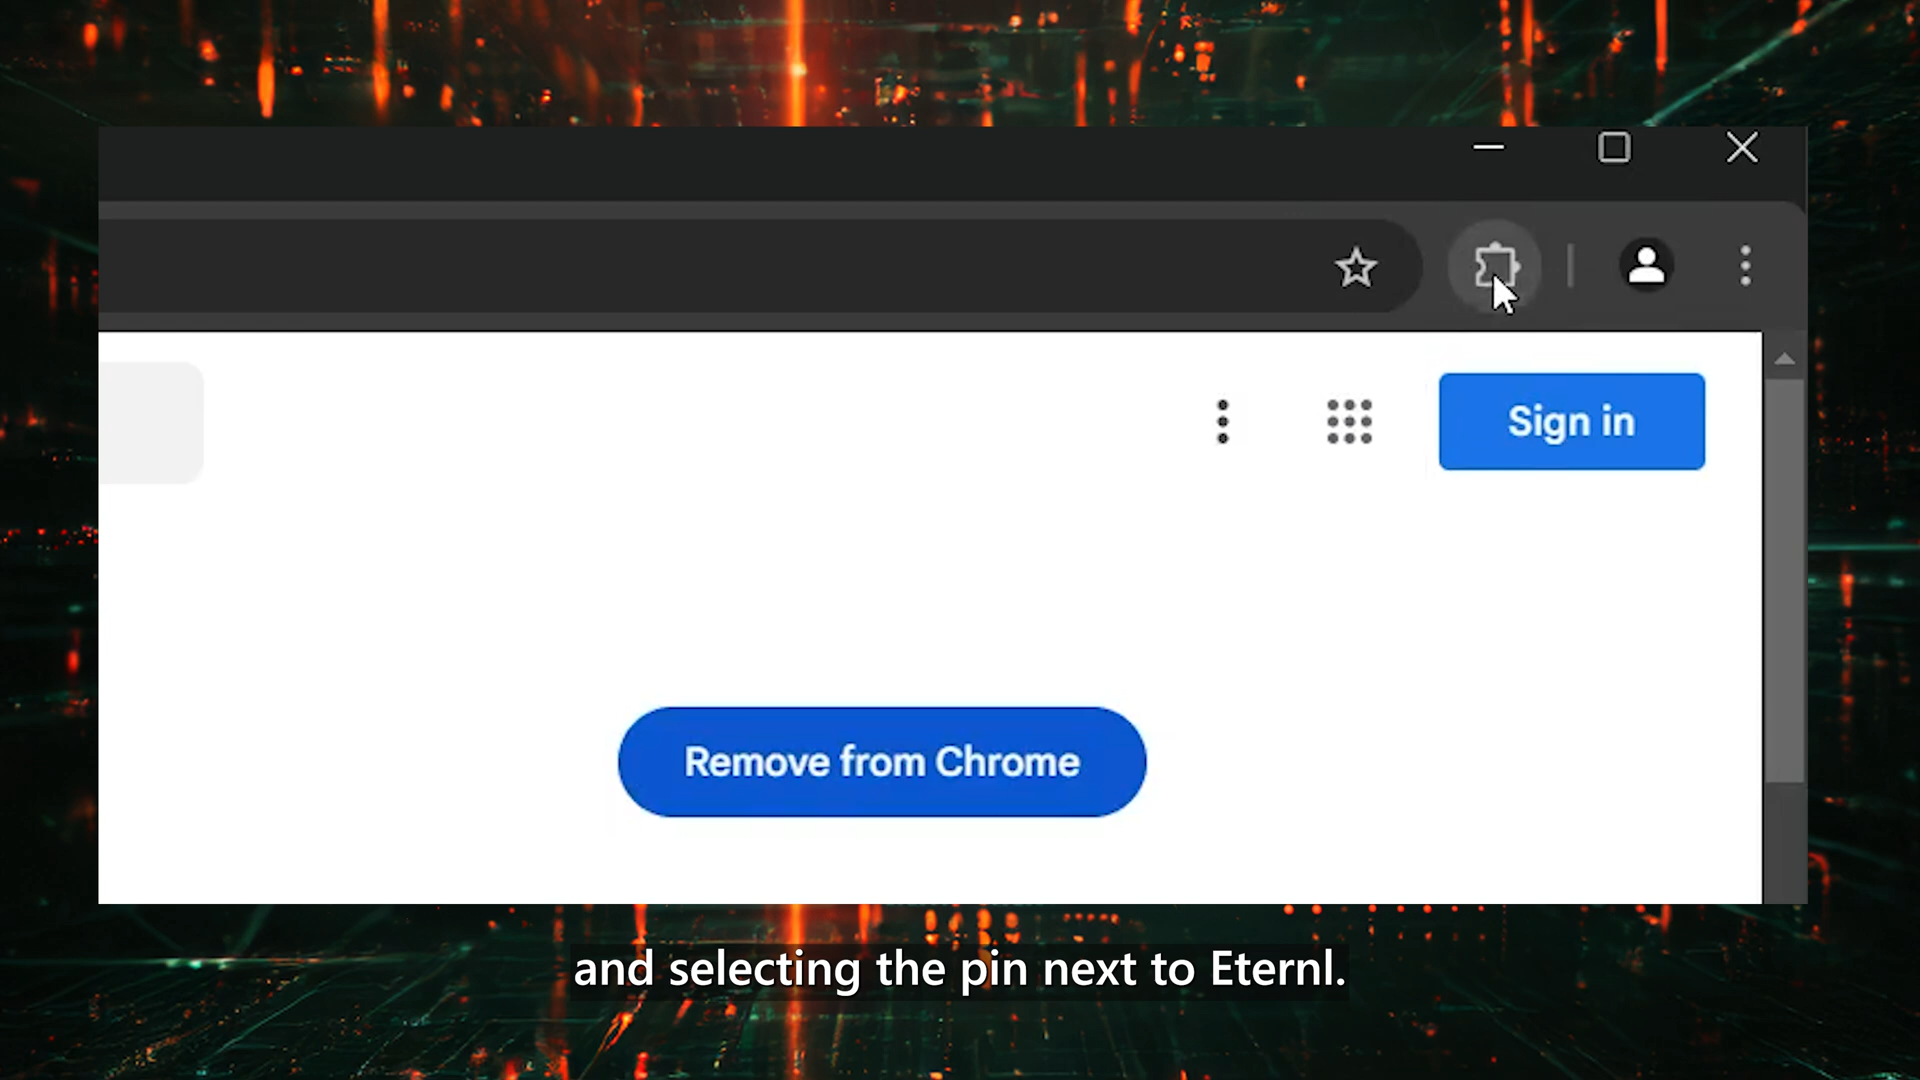 Sign in
Remove from Chrome
and selecting the pin next to Eternl.